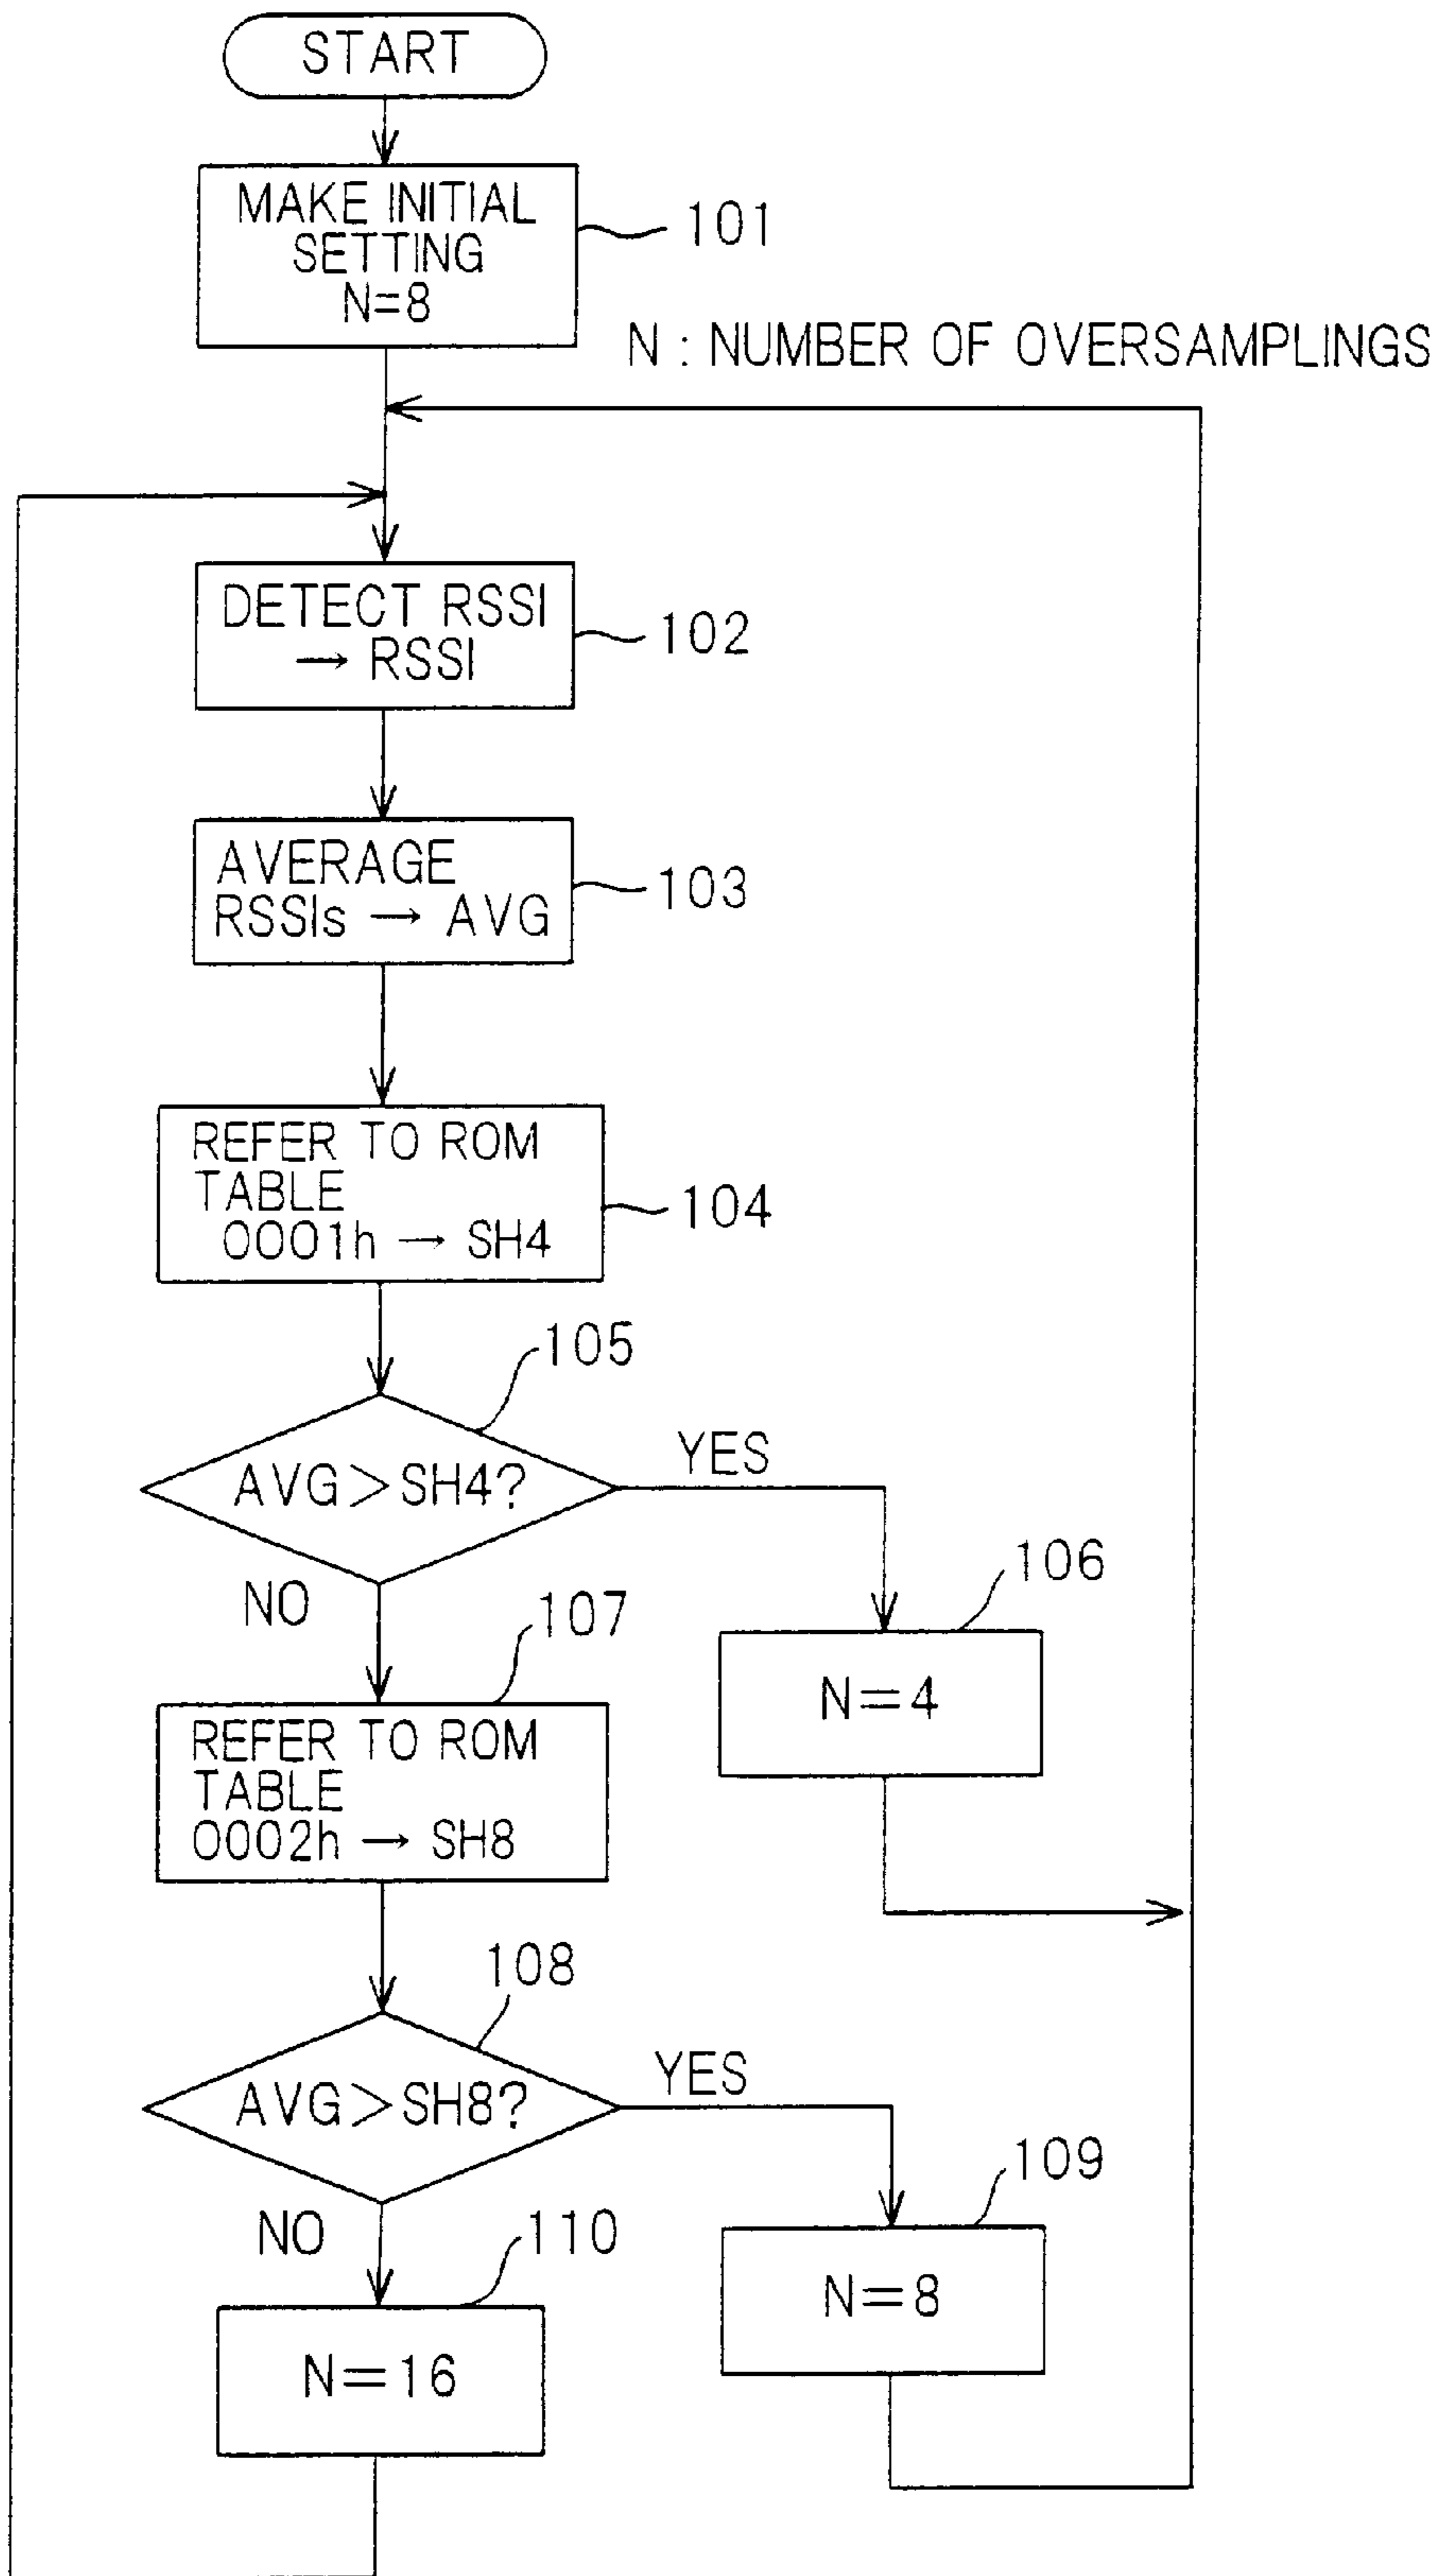 START
MAKE INITIAL
SETTING
N=8
101
N : NUMBER OF OVERSAMPLINGS
DETECT RSSI
→ RSSI
102
AVERAGE
RSSIs → AVG
103
REFER TO ROM
TABLE
0001h → SH4
104
105
AVG>SH4?
YES
NO
106
N=4
107
REFER TO ROM
TABLE
0002h → SH8
108
AVG>SH8?
YES
NO
109
N=8
110
N=16